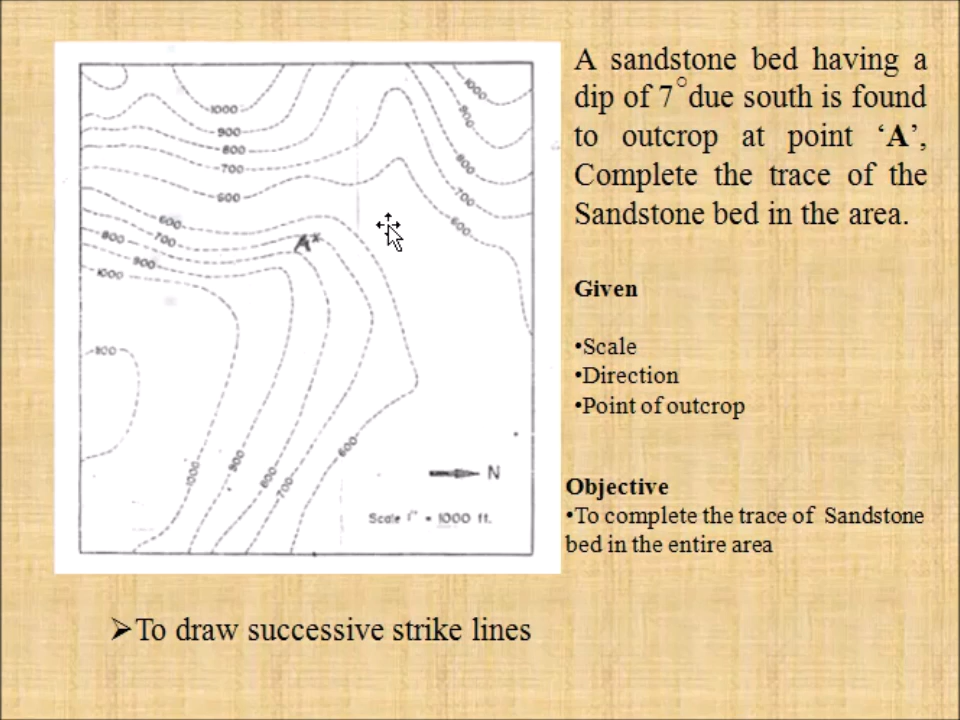 A sandstone bed having a
dip of 7° due south is found
to outcrop at point ‘A’,
Complete the trace of the
Sandstone bed in the area.
Given
•Scale
•Direction
•Point of outcrop
Objective
•To complete the trace of Sandstone
bed in the entire area
1000
900
800
700
600
1000
900
800
700
600
600
700
800
900
1000
A×
1000
900
800
700
600
N
Scale 1" = 1000 ft.
➢To draw successive strike lines